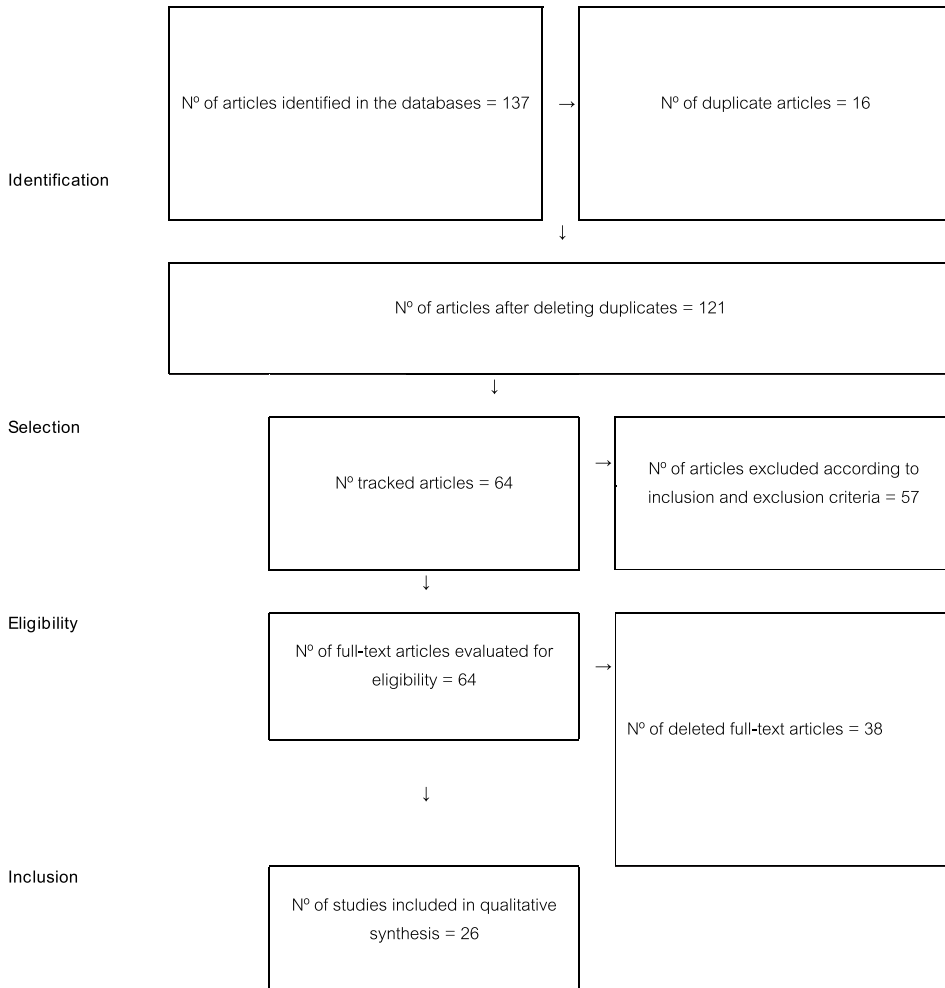 Nº of articles identified in the databases = 137
→
Nº of duplicate articles = 16
Identification
↓
Nº of articles after deleting duplicates = 121
↓
Selection
Nº tracked articles = 64
→
Nº of articles excluded according to
inclusion and exclusion criteria = 57
↓
Eligibility
Nº of full-text articles evaluated for
eligibility = 64
→
Nº of deleted full-text articles = 38
↓
Inclusion
Nº of studies included in qualitative
synthesis = 26